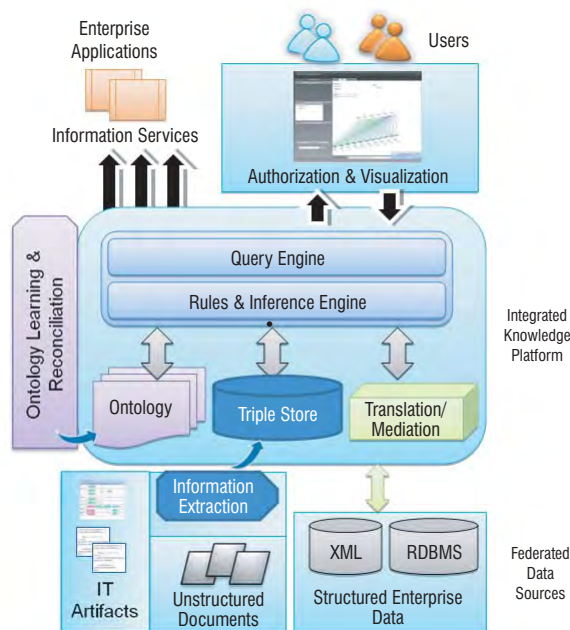 Enterprise
Applications
Users
Information Services
Authorization & Visualization
Ontology Learning &
Reconciliation
Query Engine
Rules & Inference Engine
Integrated
Knowledge
Platform
Ontology
Triple Store
Translation/
Mediation
Information
Extraction
XML
RDBMS
IT
Artifacts
Unstructured
Documents
Structured Enterprise
Data
Federated
Data
Sources